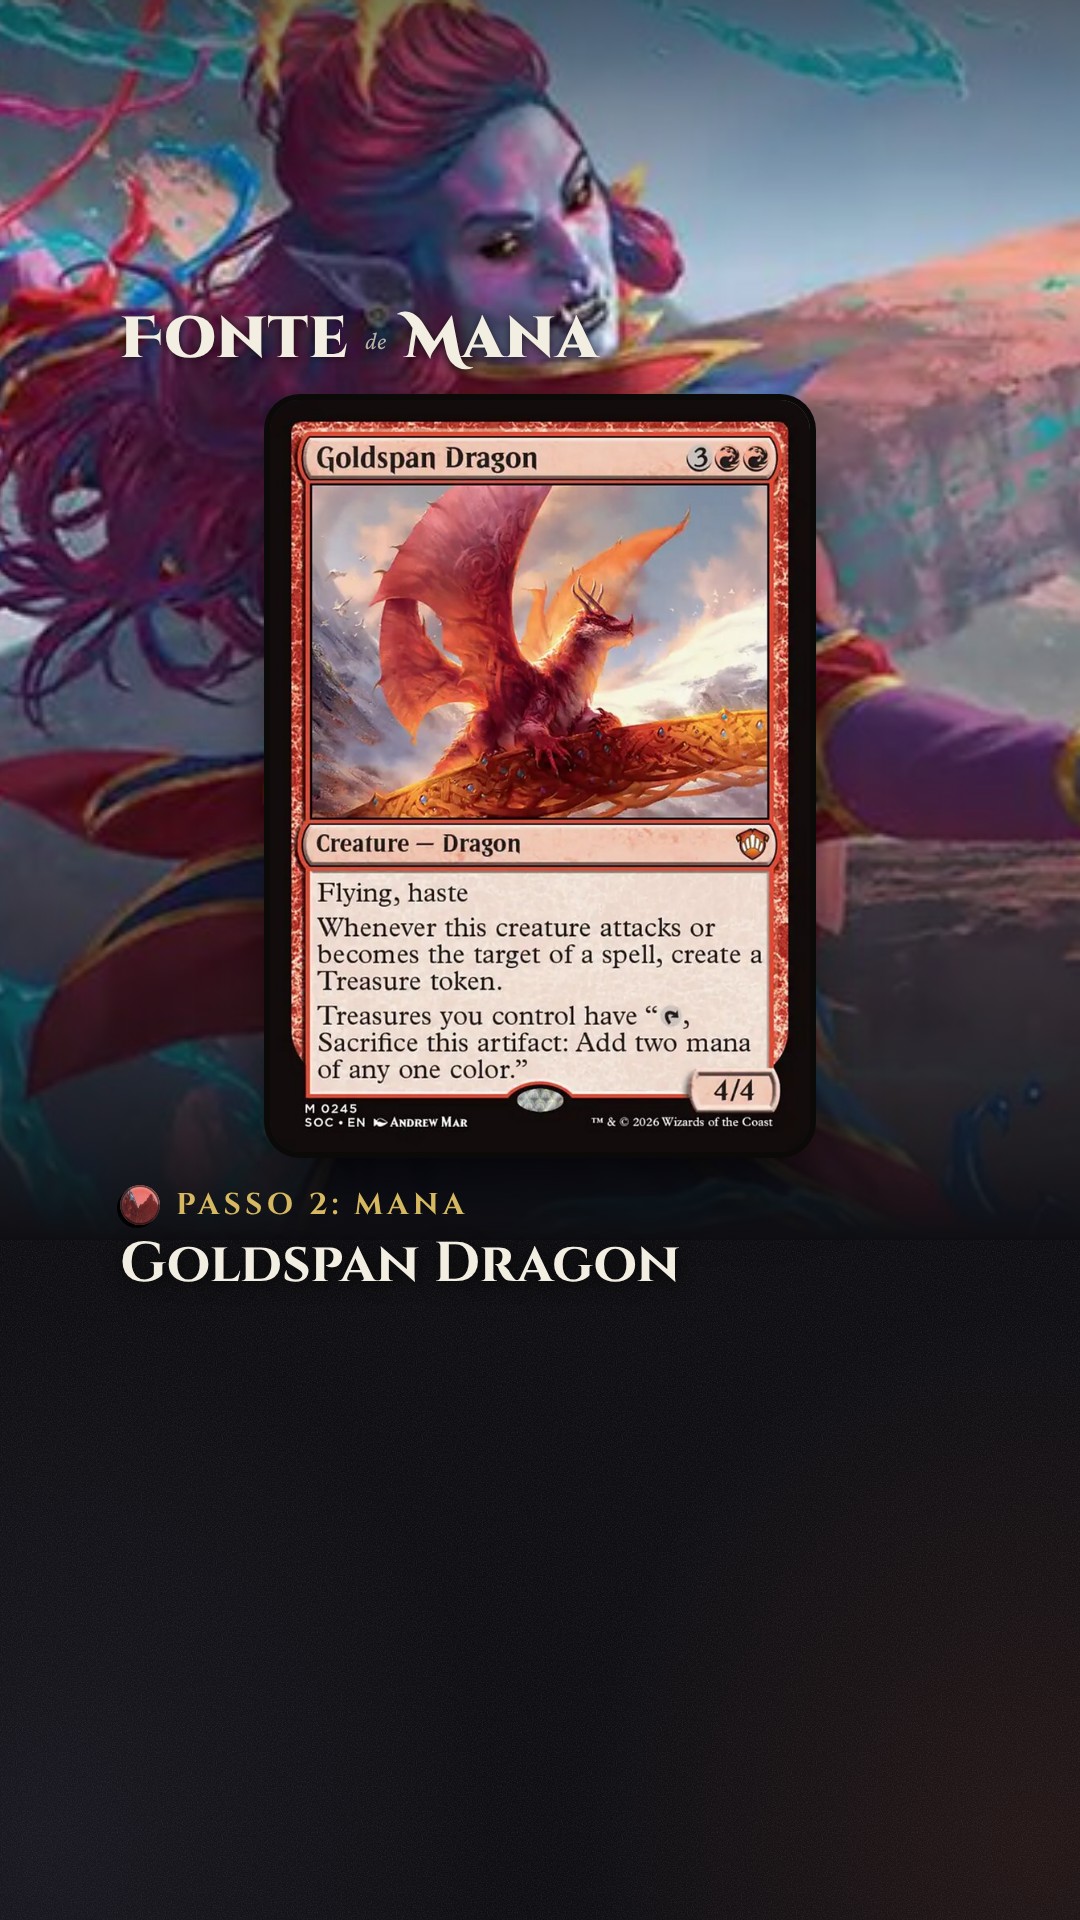 Fonte de Mana
Goldspan Dragon 3
Creature — Dragon
Flying, haste
Whenever this creature attacks or
becomes the target of a spell, create a
Treasure token.
Treasures you control have “ ,
Sacrifice this artifact: Add two mana
of any one color.”
4/4
M 0245
SOC • EN Andrew Mar
™ & © 2026 Wizards of the Coast
PASSO 2: MANA
Goldspan Dragon